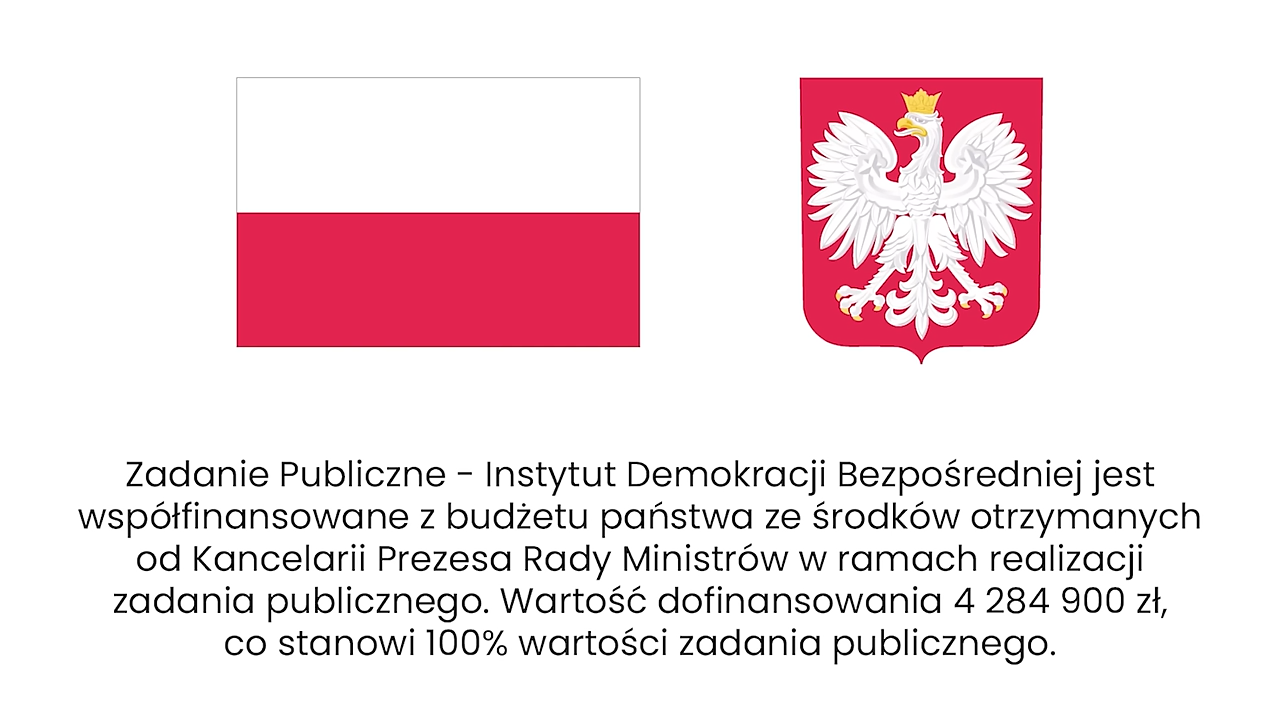 Zadanie Publiczne - Instytut Demokracji Bezpośredniej jest
współfinansowane z budżetu państwa ze środków otrzymanych
od Kancelarii Prezesa Rady Ministrów w ramach realizacji
zadania publicznego. Wartość dofinansowania 4 284 900 zł,
co stanowi 100% wartości zadania publicznego.